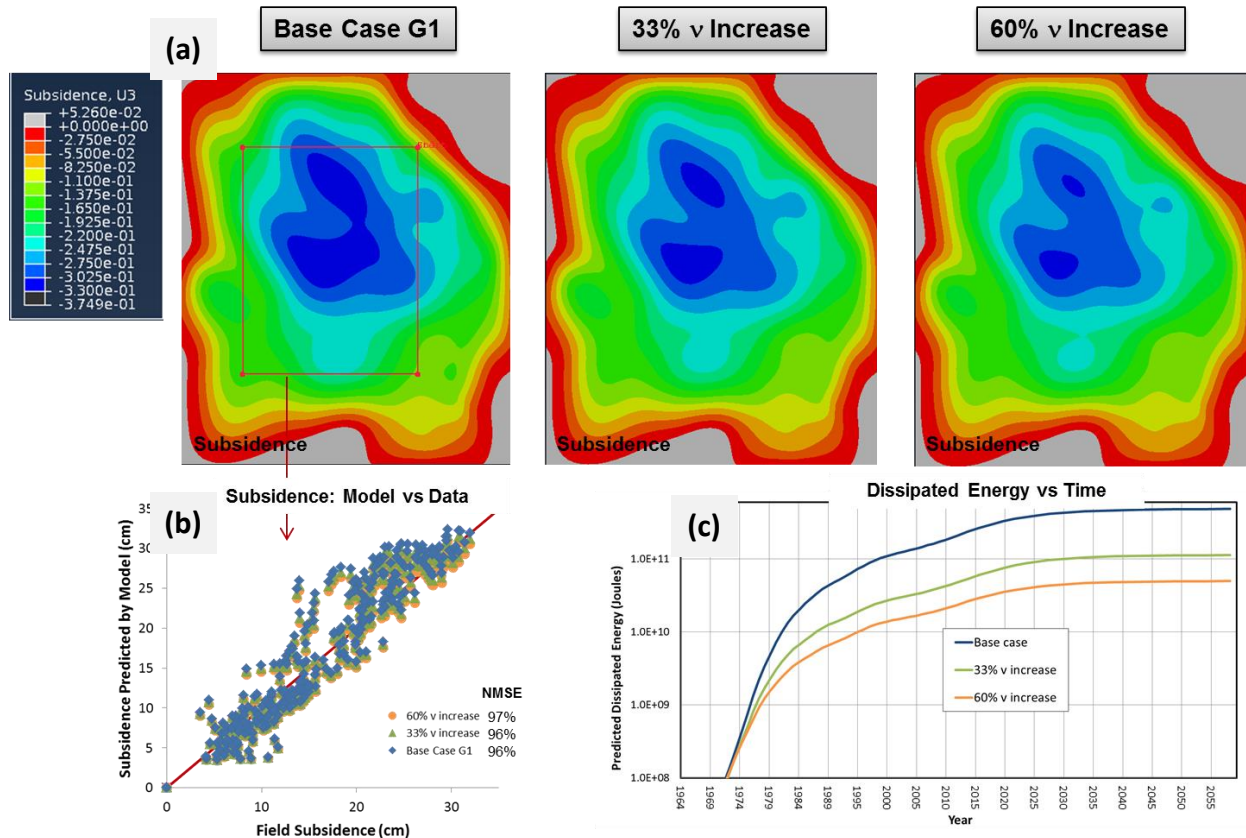 (a)
Base Case G1
33% ν Increase
60% ν Increase
Subsidence, U3
+5.260e-02
+0.000e+00
-2.750e-02
-5.500e-02
-8.250e-02
-1.100e-01
-1.375e-01
-1.650e-01
-1.925e-01
-2.200e-01
-2.475e-01
-2.750e-01
-3.025e-01
-3.300e-01
-3.749e-01
Subsidence
Subsidence
Subsidence
(b)
Subsidence: Model vs Data
Subsidence Predicted by Model (cm)
30
25
20
15
10
5
0
0
10
20
30
Field Subsidence (cm)
NMSE
60% v increase 97%
33% v increase 96%
Base Case G1 96%
(c)
Dissipated Energy vs Time
Predicted Dissipated Energy (Joules)
1.0E+11
1.0E+10
1.0E+09
1.0E+08
Base case
33% v increase
60% v increase
1964
1969
1974
1979
1984
1989
1995
2000
2005
2010
2015
2020
2025
2030
2035
2040
2045
2050
2055
Year